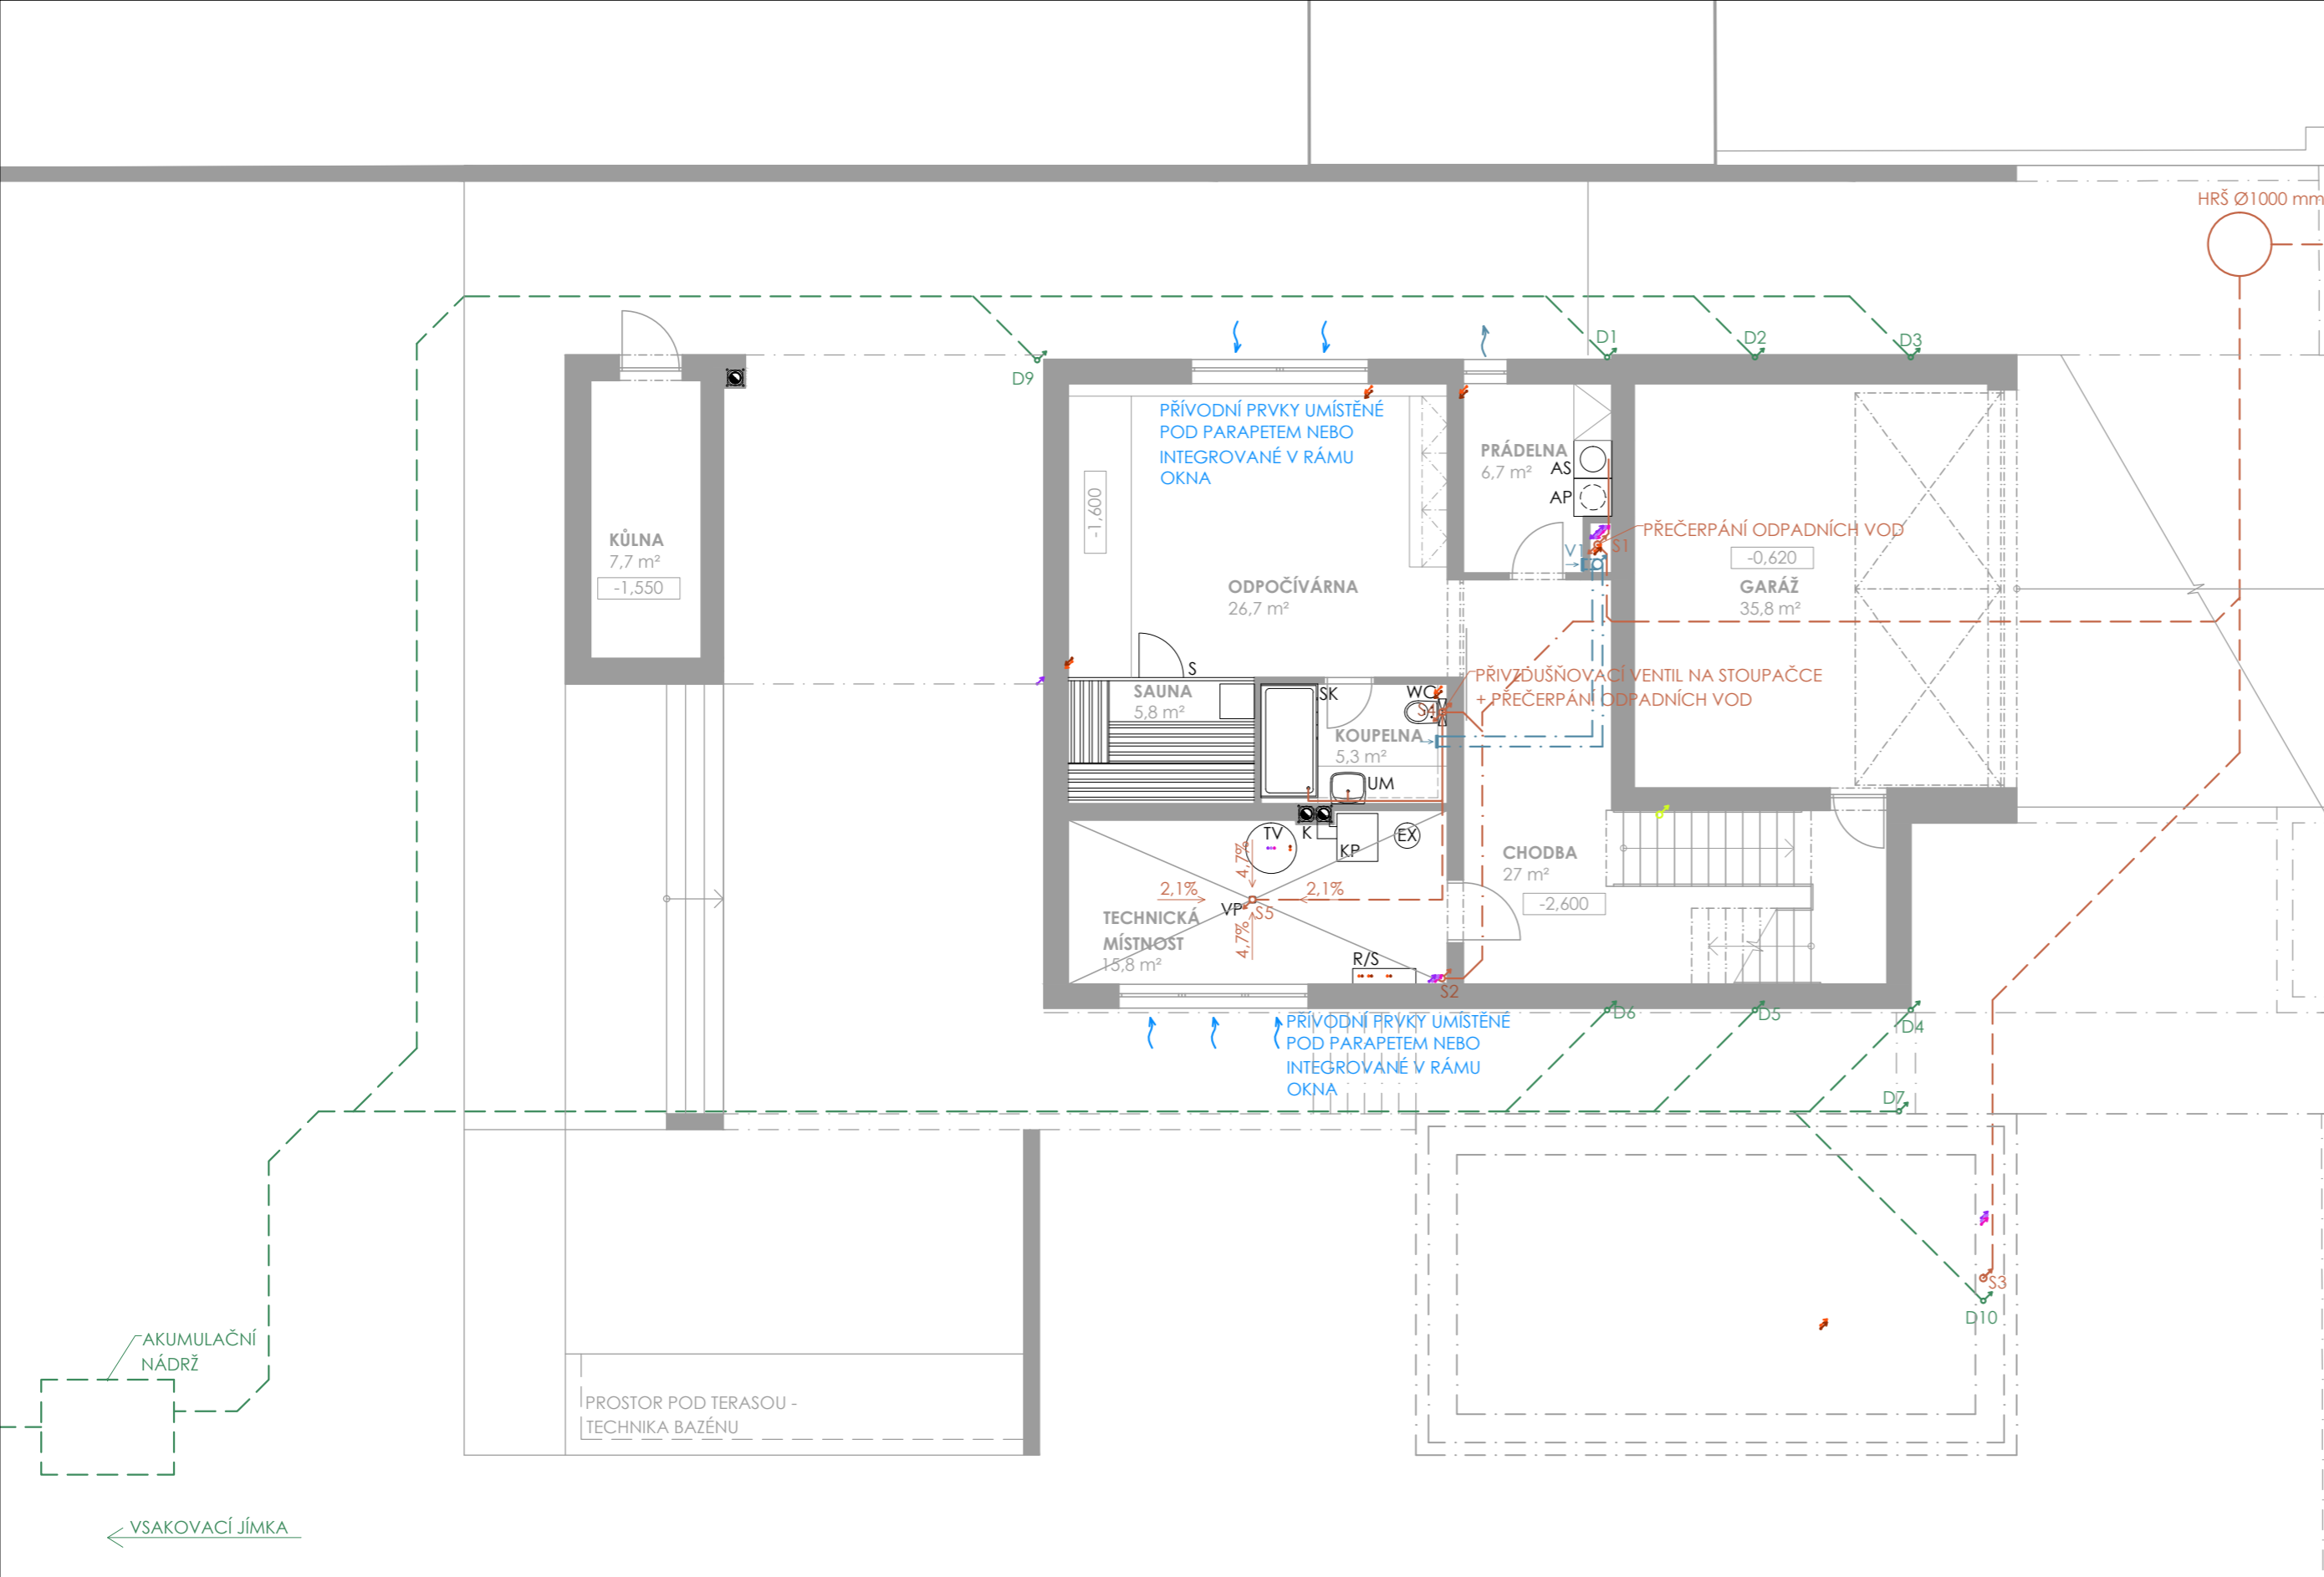 HRŠ Ø1000 mm
D1
D2
D3
D9
PŘÍVODNÍ PRVKY UMÍSTĚNÉ
POD PARAPETEM NEBO
INTEGROVANÉ V RÁMU
OKNA
PRÁDELNA
6,7 m²
AS
AP
-1,600
KŮLNA
7,7 m²
-1,550
PŘEČERPÁNÍ ODPADNÍCH VOD
V1
S1
-0,620
GARÁŽ
35,8 m²
ODPOČÍVÁRNA
26,7 m²
S
SAUNA
5,8 m²
SK
WC
S4
PŘIVZDUŠŇOVACÍ VENTIL NA STOUPAČCE
+ PŘEČERPÁNÍ ODPADNÍCH VOD
KOUPELNA
5,3 m²
UM
TV
K
KP
EX
4,7%
2,1%
2,1%
VP
S5
4,7%
TECHNICKÁ
MÍSTNOST
15,8 m²
R/S
S2
CHODBA
27 m²
-2,600
D6
D5
D4
PŘÍVODNÍ PRVKY UMÍSTĚNÉ
POD PARAPETEM NEBO
INTEGROVANÉ V RÁMU
OKNA
D7
S3
D10
AKUMULAČNÍ
NÁDRŽ
PROSTOR POD TERASOU -
TECHNIKA BAZÉNU
VSAKOVACÍ JÍMKA